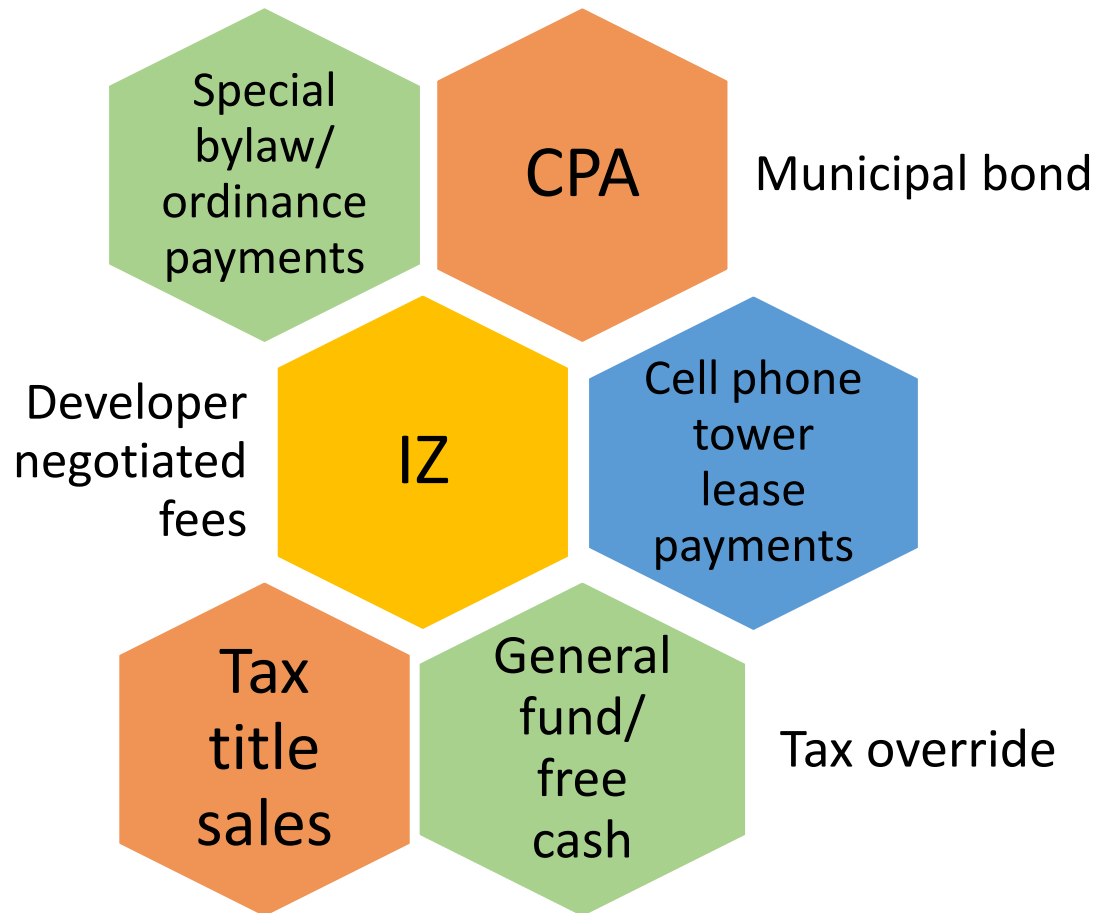 Special
bylaw/
ordinance
payments
CPA
Municipal bond
Developer
negotiated
fees
IZ
Cell phone
tower
lease
payments
Tax
title
sales
General
fund/
free
cash
Tax override